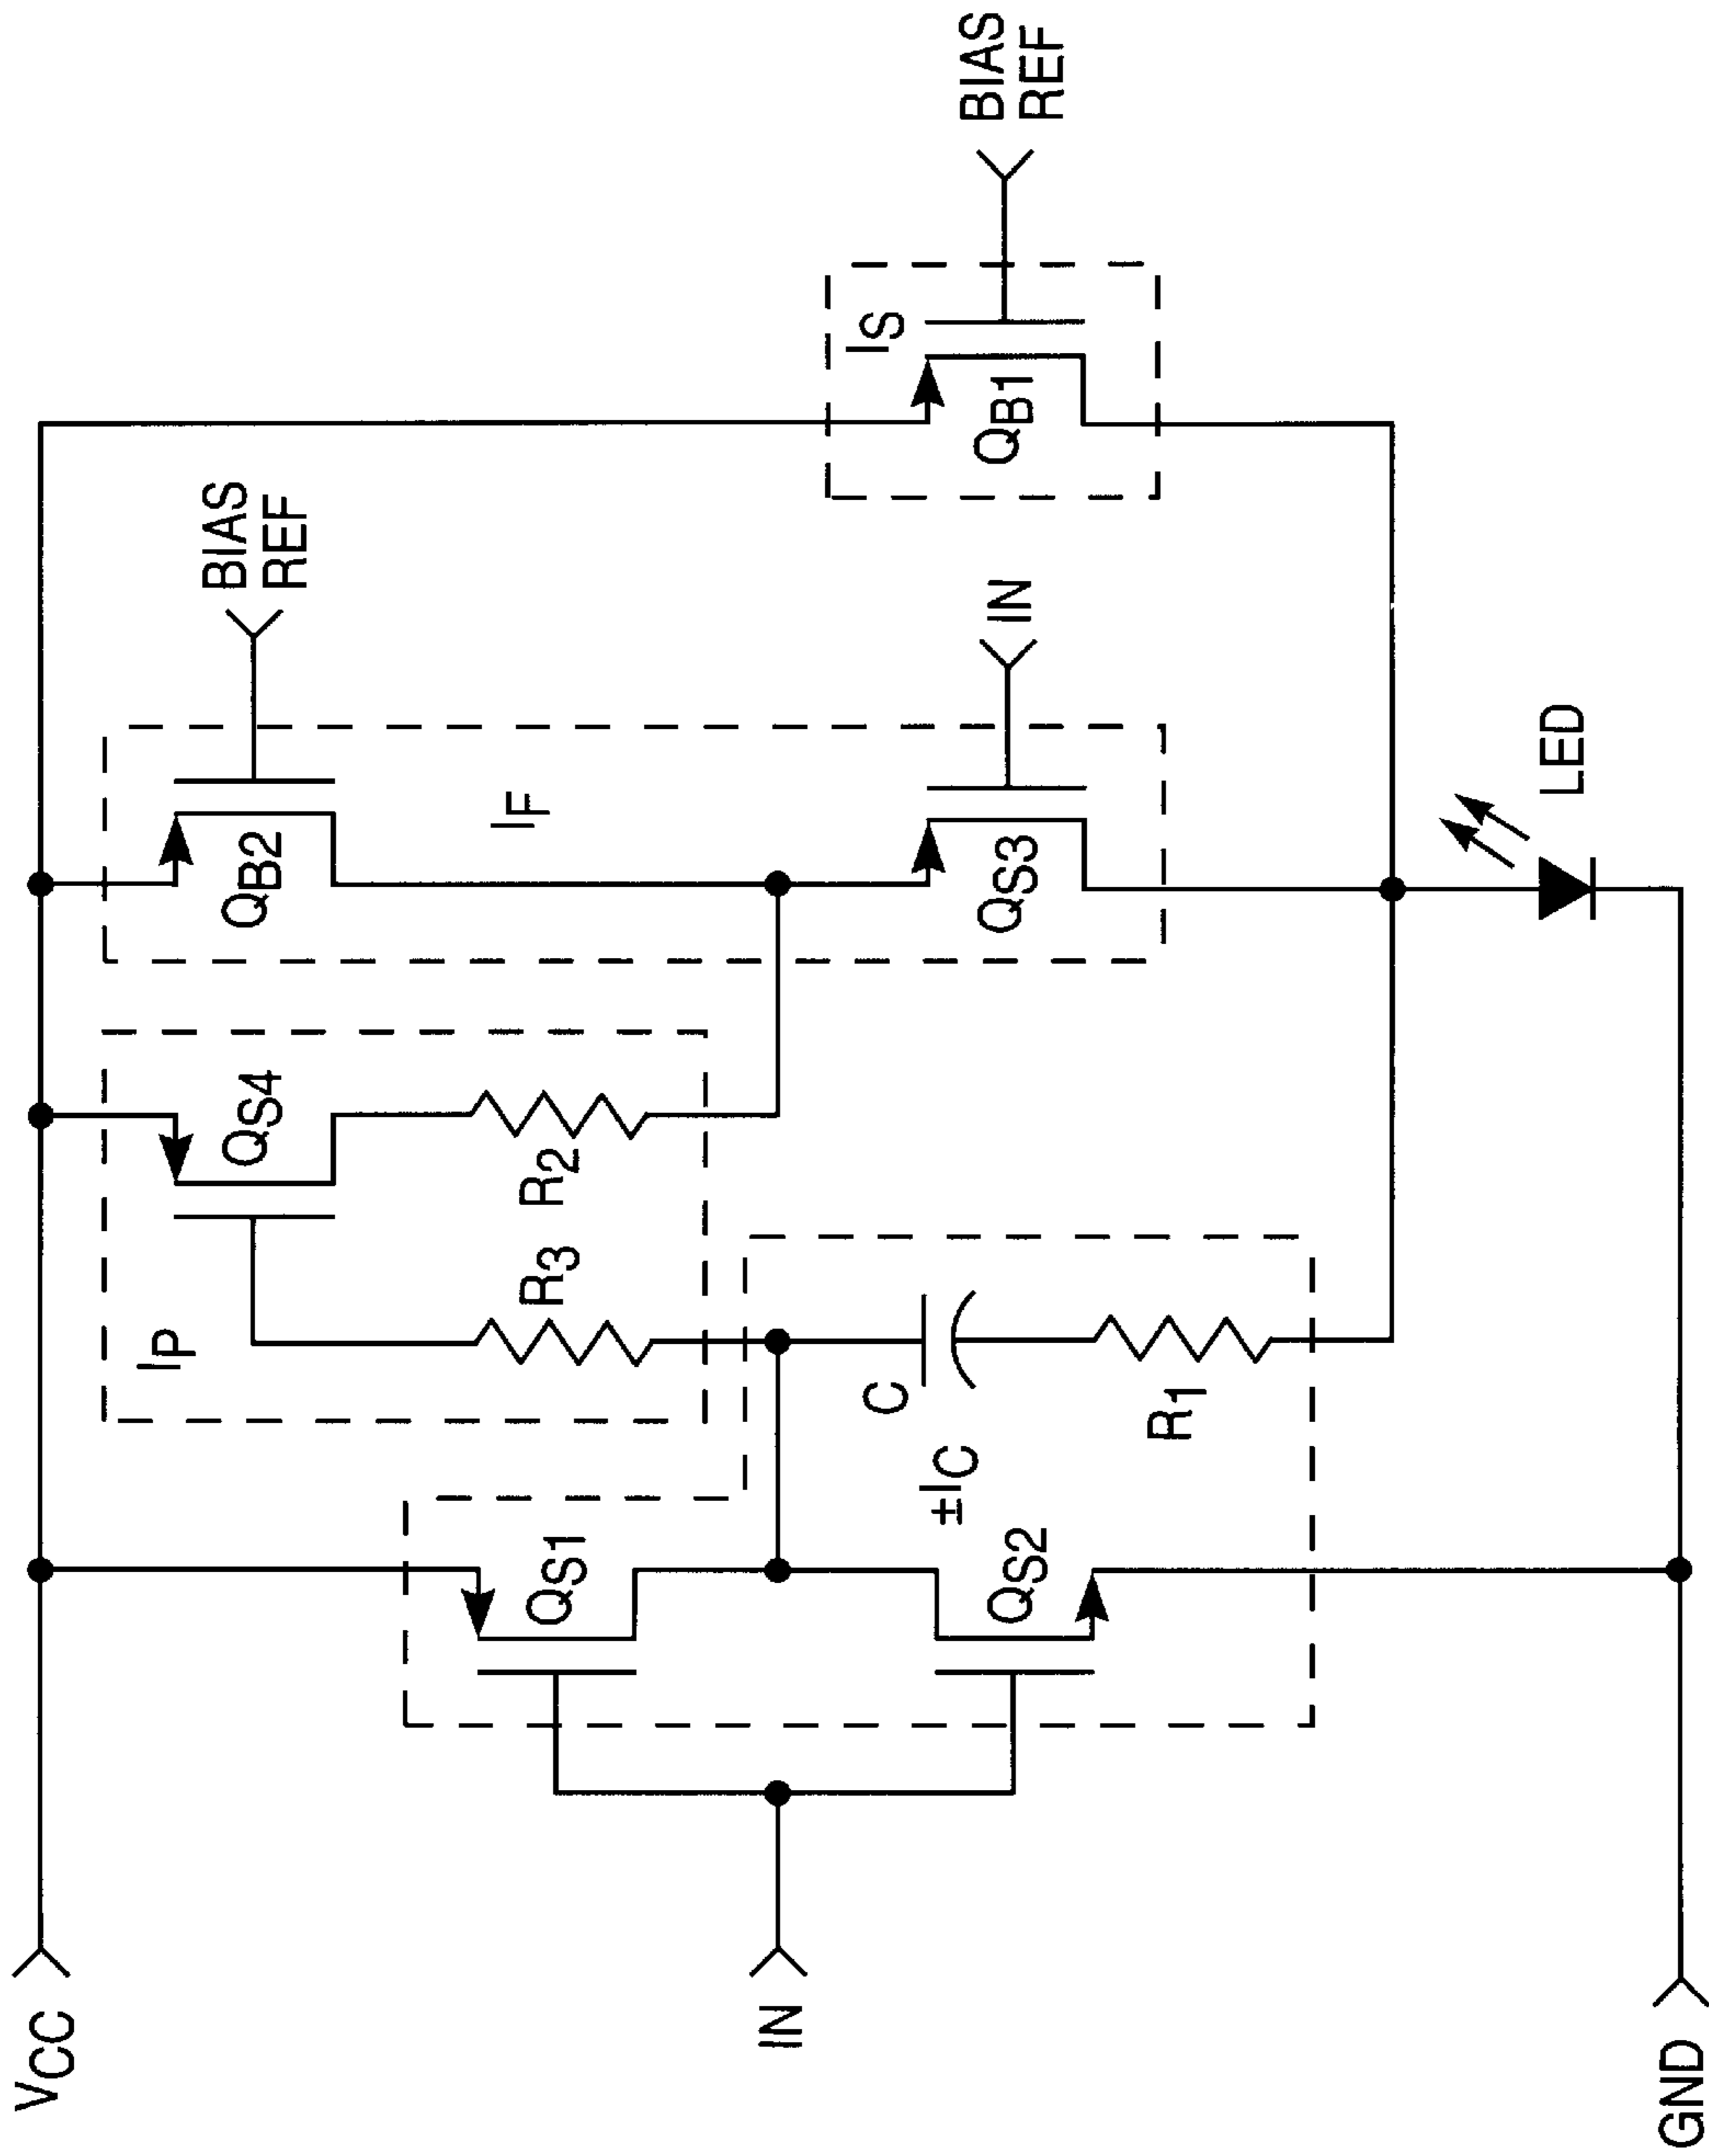 VCC
IP
QS4
QB2
BIAS
REF
QS1
R3
R2
IF
IN
C
IS
±IC
QS2
QS3
IN
QB1
BIAS
REF
R1
LED
GND